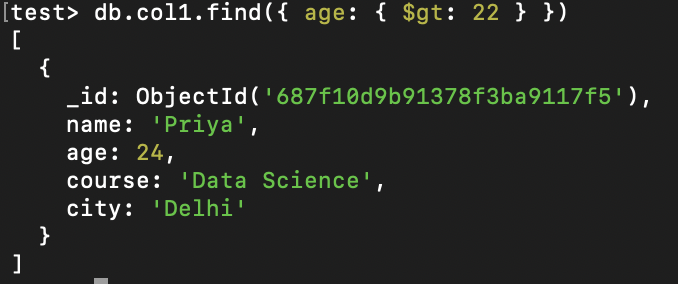 [test> db.col1.find({ age: { $gt: 22 } })
[
  {
    _id: ObjectId('687f10d9b91378f3ba9117f5'),
    name: 'Priya',
    age: 24,
    course: 'Data Science',
    city: 'Delhi'
  }
]